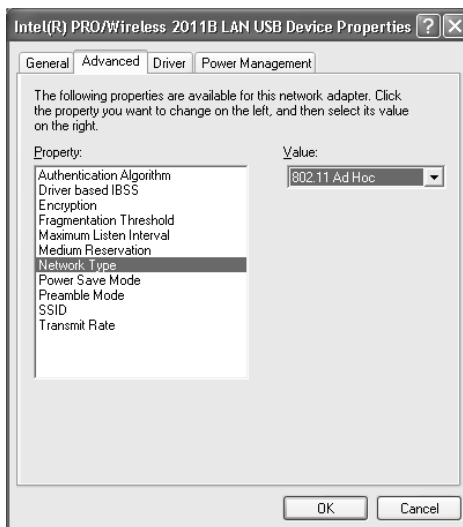 Intel(R) PRO/Wireless 2011B LAN USB Device Properties
General Advanced Driver Power Management
The following properties are available for this network adapter. Click
the property you want to change on the left, and then select its value
on the right.
Property:
Value:
Authentication Algorithm
Driver based IBSS
Encryption
Fragmentation Threshold
Maximum Listen Interval
Medium Reservation
Network Type
Power Save Mode
Preamble Mode
SSID
Transmit Rate
802.11 Ad Hoc
OK Cancel